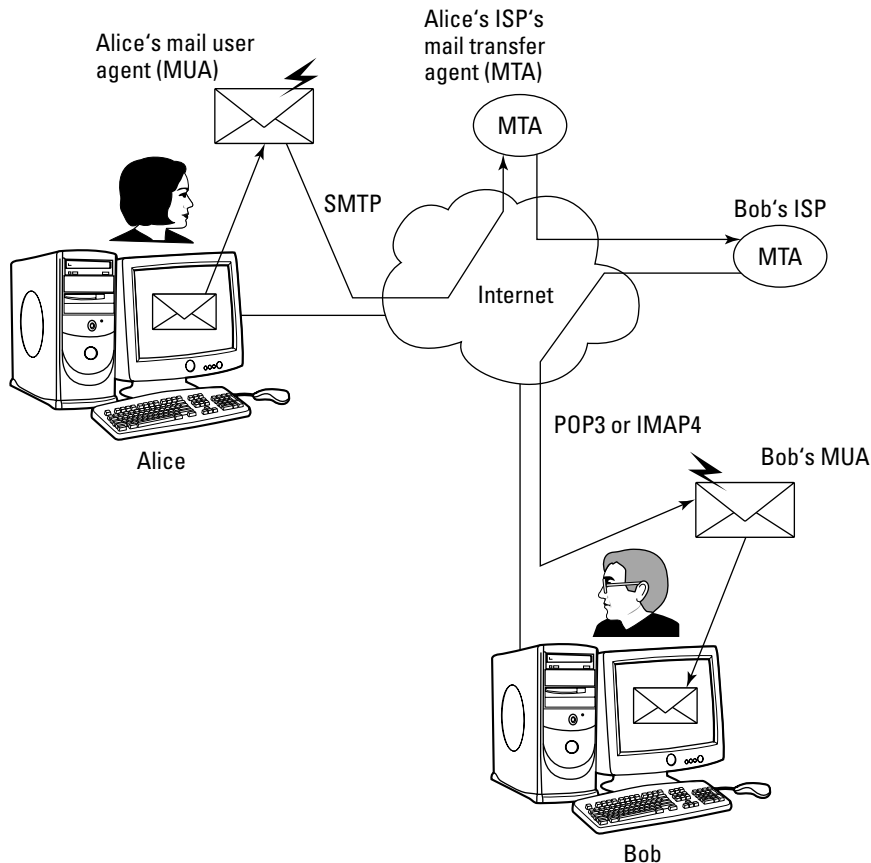 Alice‘s mail user
agent (MUA)
Alice‘s ISP‘s
mail transfer
agent (MTA)
MTA
SMTP
Bob‘s ISP
MTA
Internet
POP3 or IMAP4
Bob‘s MUA
Alice
Bob